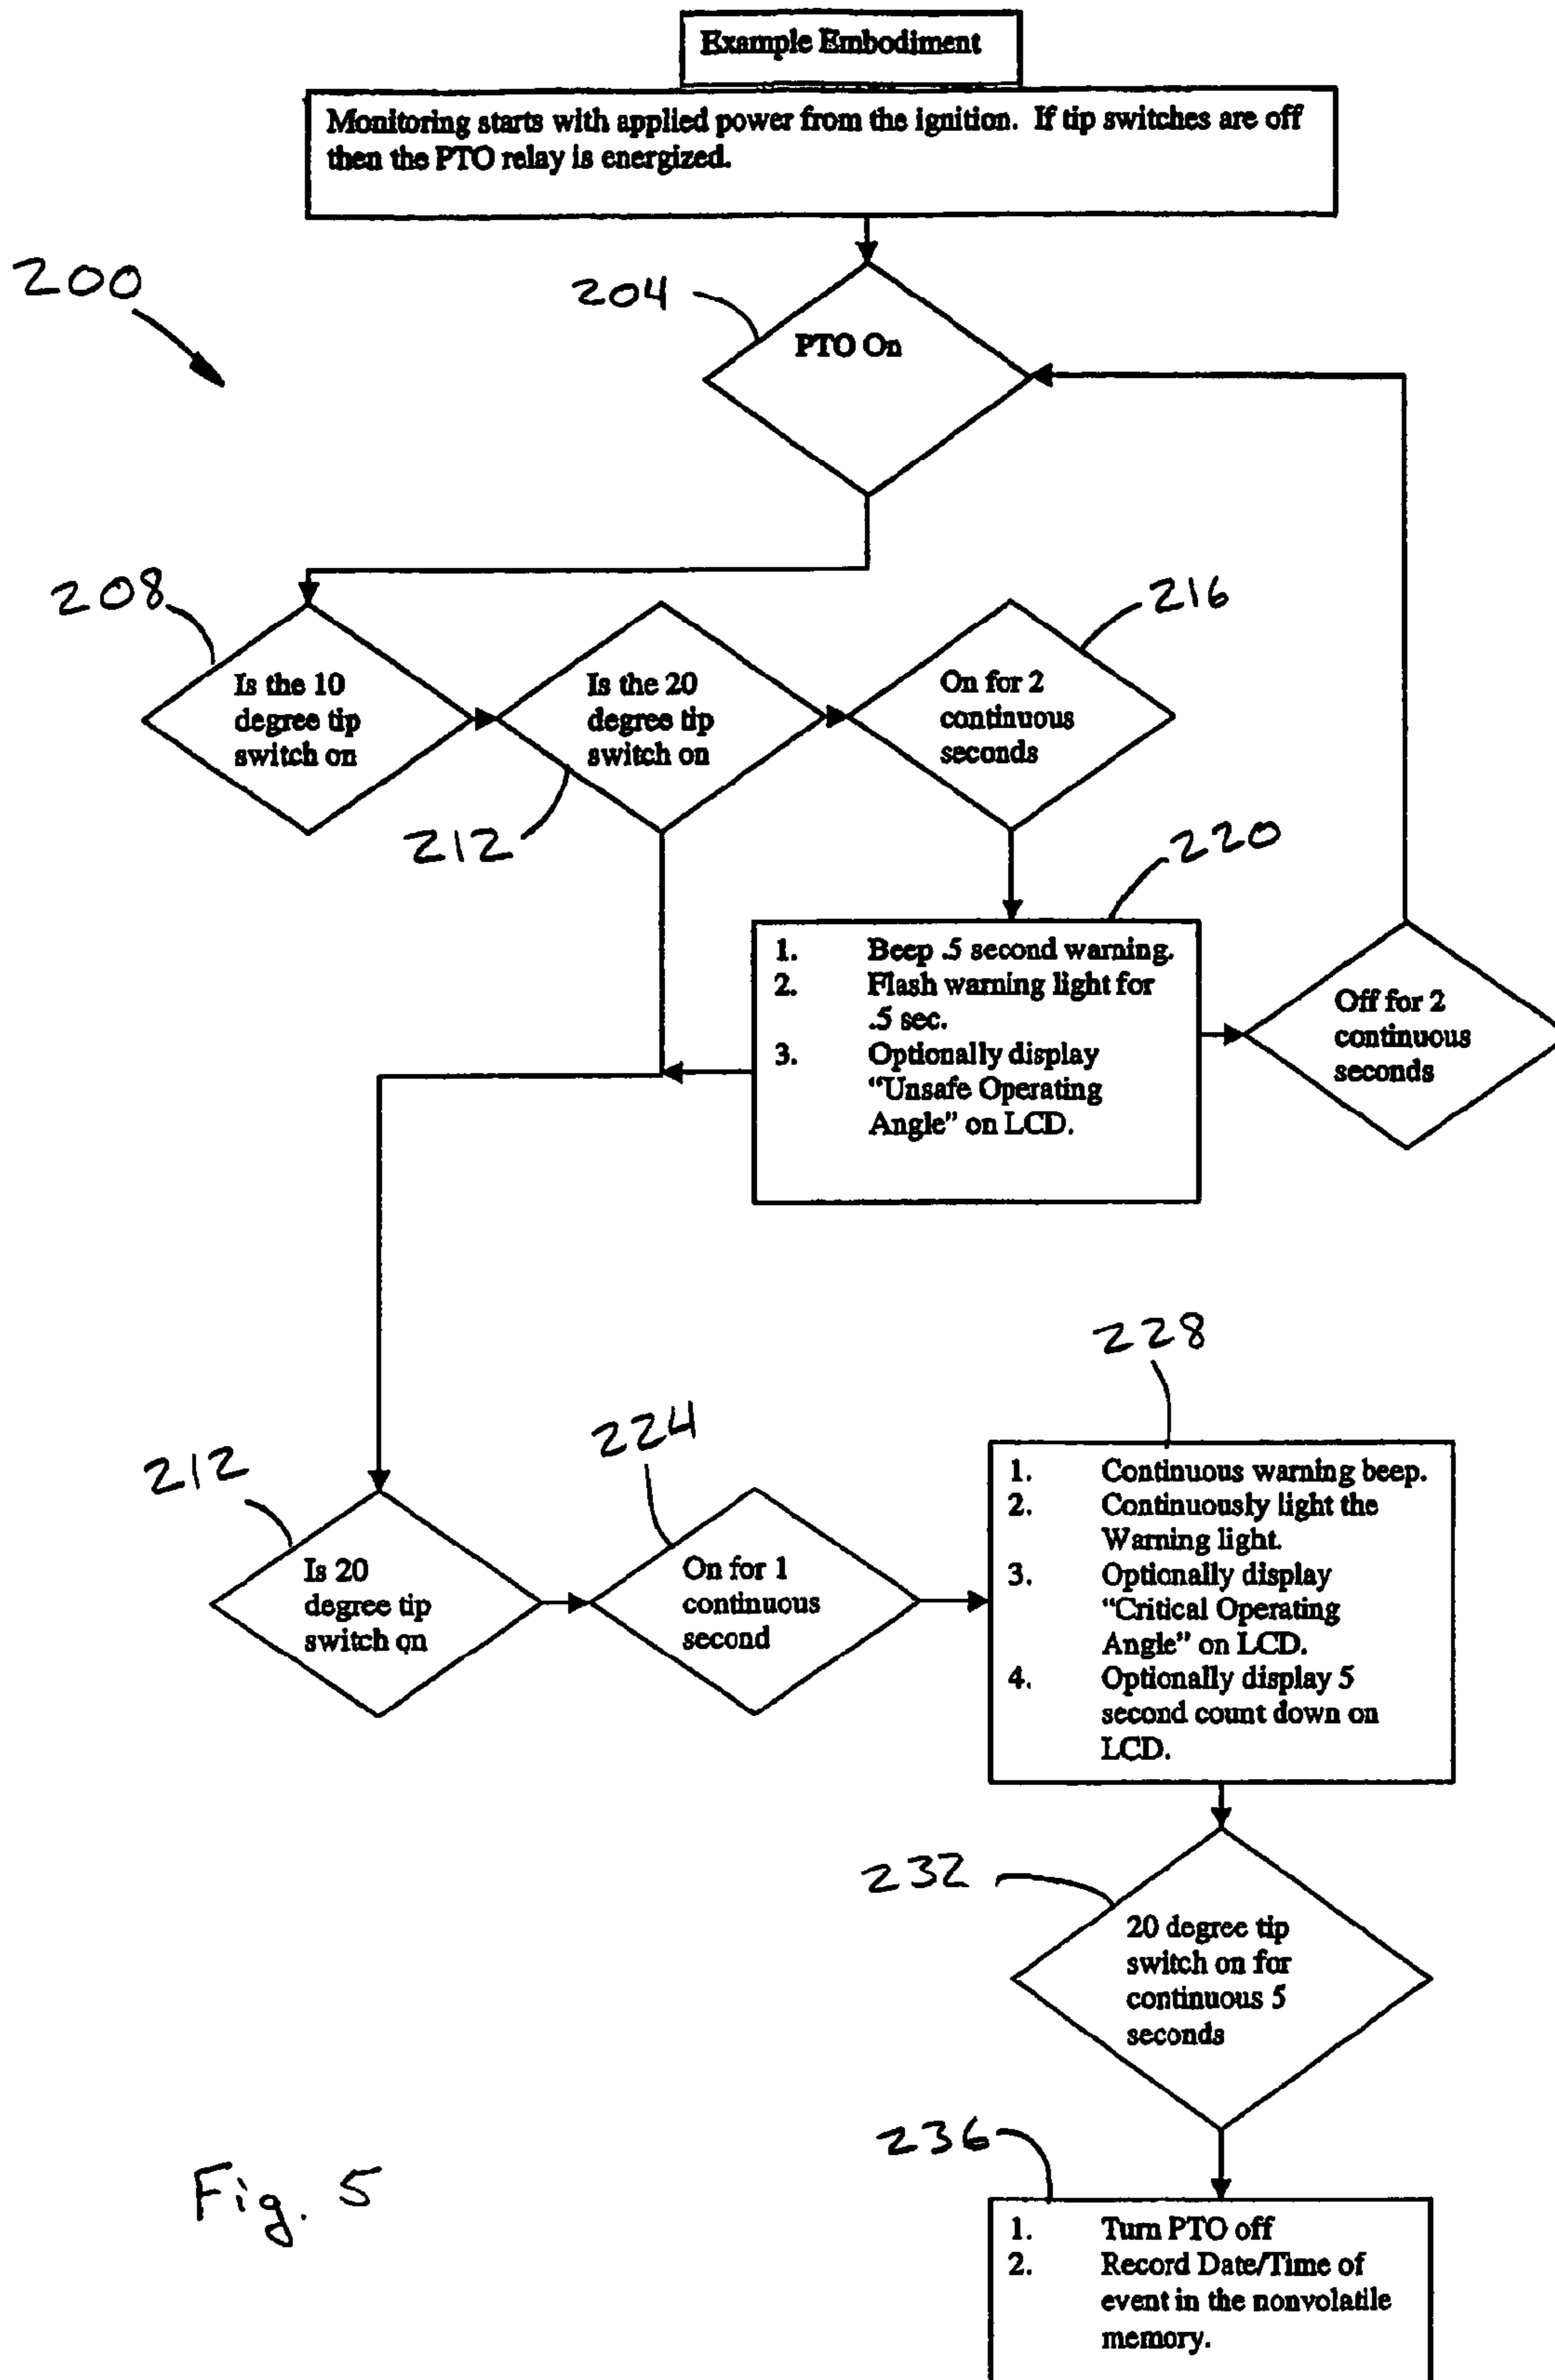 Example Embodiment
Monitoring starts with applied power from the ignition. If tip switches are off
then the PTO relay is energized.
200
204
PTO On
208
216
Is the 10
degree tip
switch on
Is the 20
degree tip
switch on
On for 2
continuous
seconds
212
220
1. Beep .5 second warning.
2. Flash warning light for
.5 sec.
3. Optionally display
“Unsafe Operating
Angle” on LCD.
Off for 2
continuous
seconds
228
212
224
Is 20
degree tip
switch on
On for 1
continuous
second
1. Continuous warning beep.
2. Continuously light the
Warning light.
3. Optionally display
“Critical Operating
Angle” on LCD.
4. Optionally display 5
second count down on
LCD.
232
20 degree tip
switch on for
continuous 5
seconds
236
Fig. 5
1. Turn PTO off
2. Record Date/Time of
event in the nonvolatile
memory.